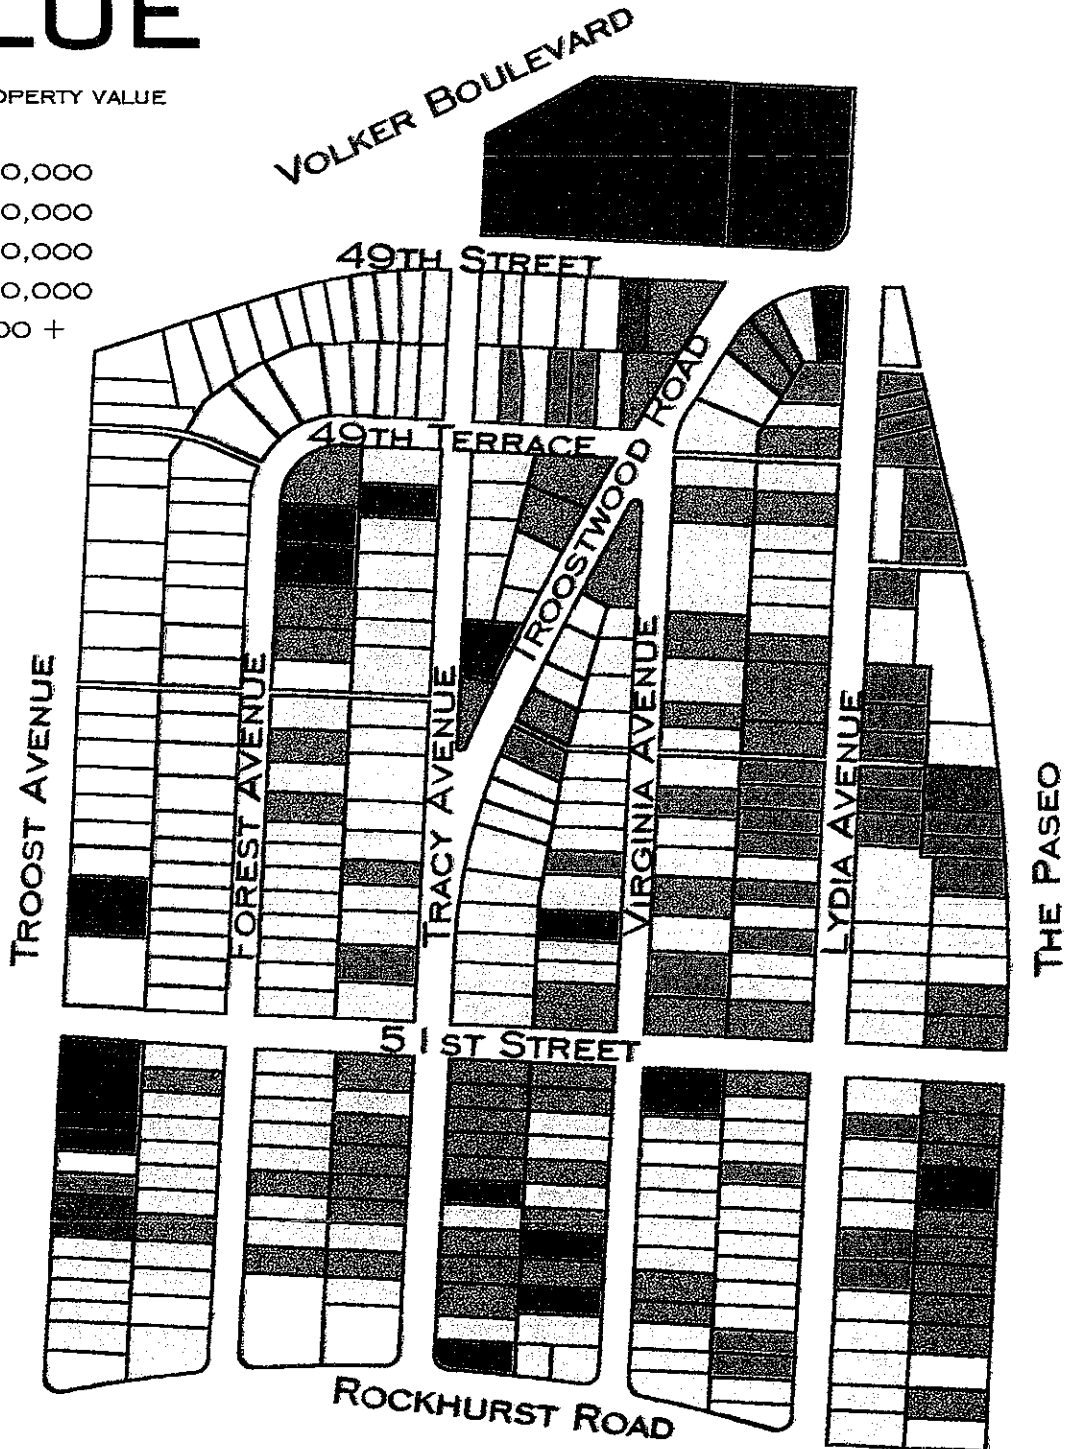 LUE
OPERTY VALUE
0,000
0,000
0,000
0,000
00 +
VOLKER BOULEVARD
49TH STREET
49TH TERRACE
TROOSTWOOD ROAD
TROOST AVENUE
FOREST AVENUE
TRACY AVENUE
VIRGINIA AVENUE
LYDIA AVENUE
THE PASEO
51ST STREET
ROCKHURST ROAD